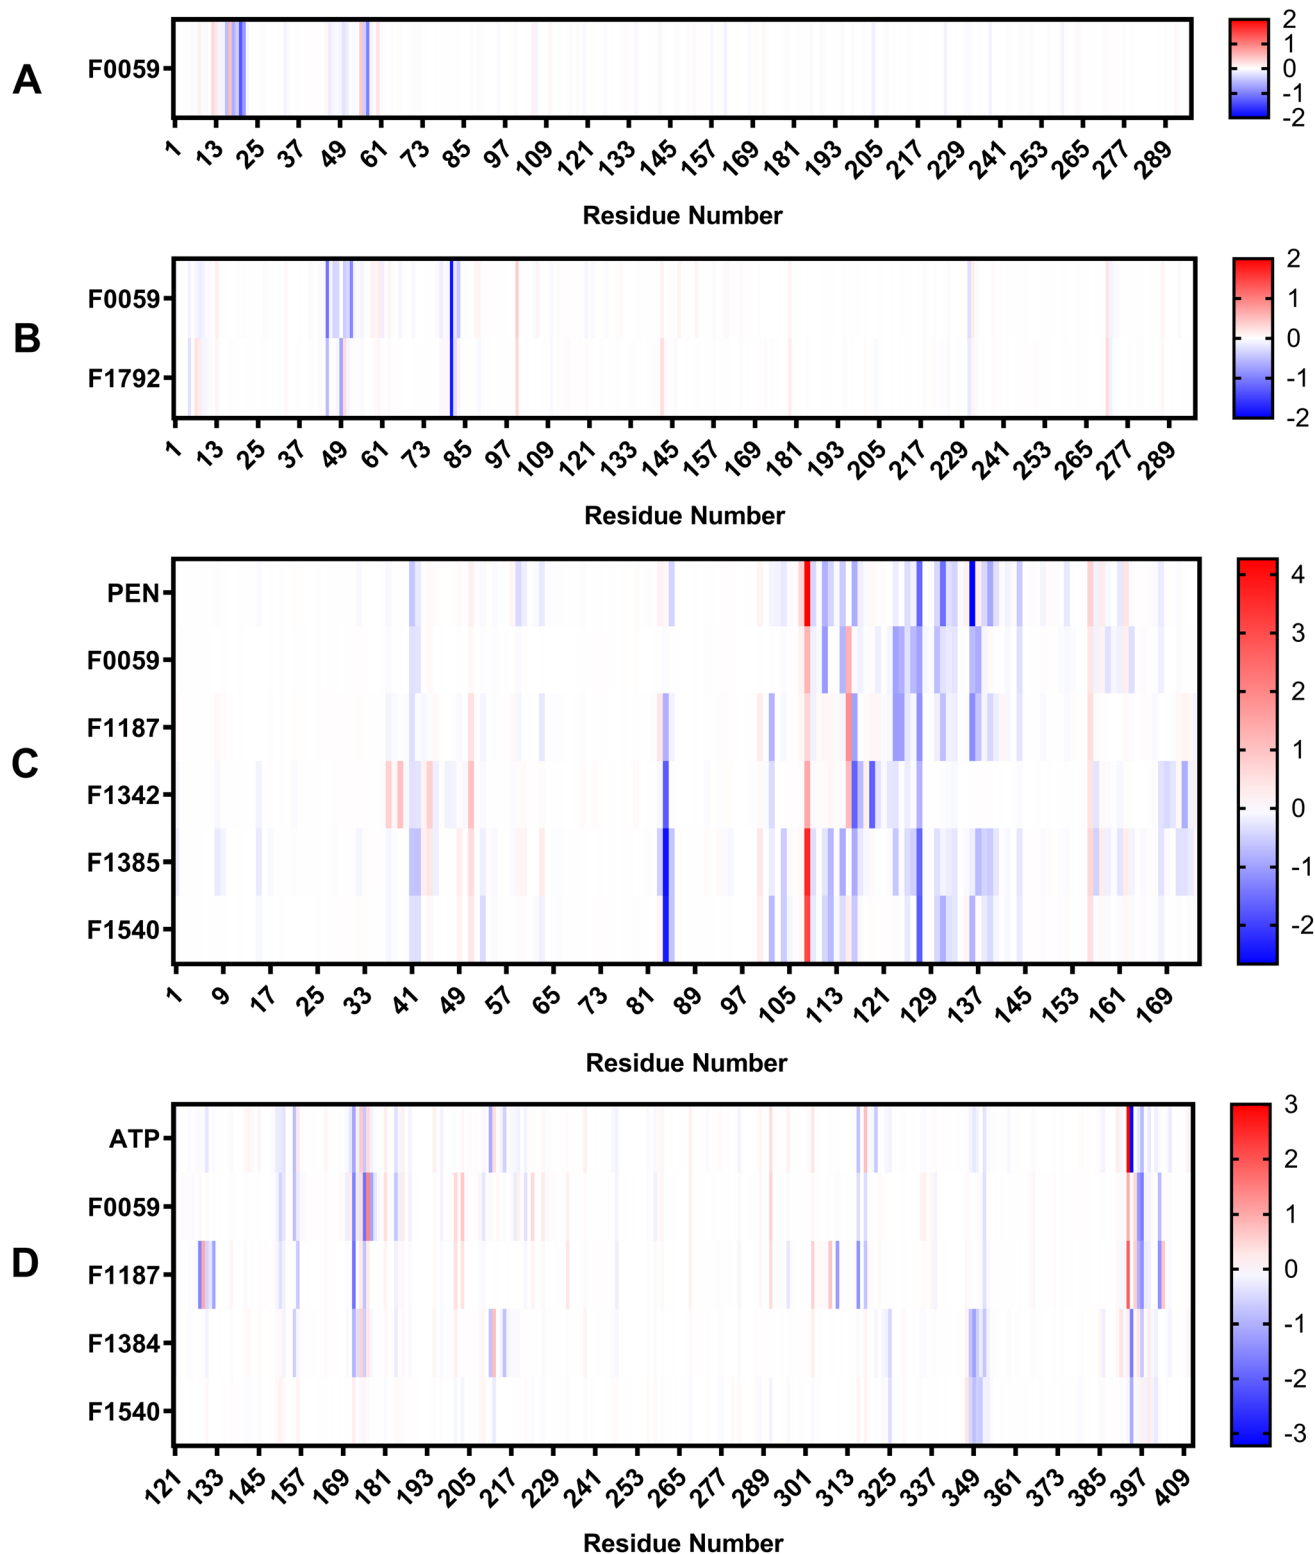 A
F0059
2
1
0
-1
-2
1 13 25 37 49 61 73 85 97 109 121 133 145 157 169 181 193 205 217 229 241 253 265 277 289
Residue Number
B
F0059
F1792
2
1
0
-1
-2
1 13 25 37 49 61 73 85 97 109 121 133 145 157 169 181 193 205 217 229 241 253 265 277 289
Residue Number
C
PEN
F0059
F1187
F1342
F1385
F1540
4
3
2
1
0
-1
-2
1 9 17 25 33 41 49 57 65 73 81 89 97 105 113 121 129 137 145 153 161 169
Residue Number
D
ATP
F0059
F1187
F1384
F1540
3
2
1
0
-1
-2
-3
121 133 145 157 169 181 193 205 217 229 241 253 265 277 289 301 313 325 337 349 361 373 385 397 409
Residue Number